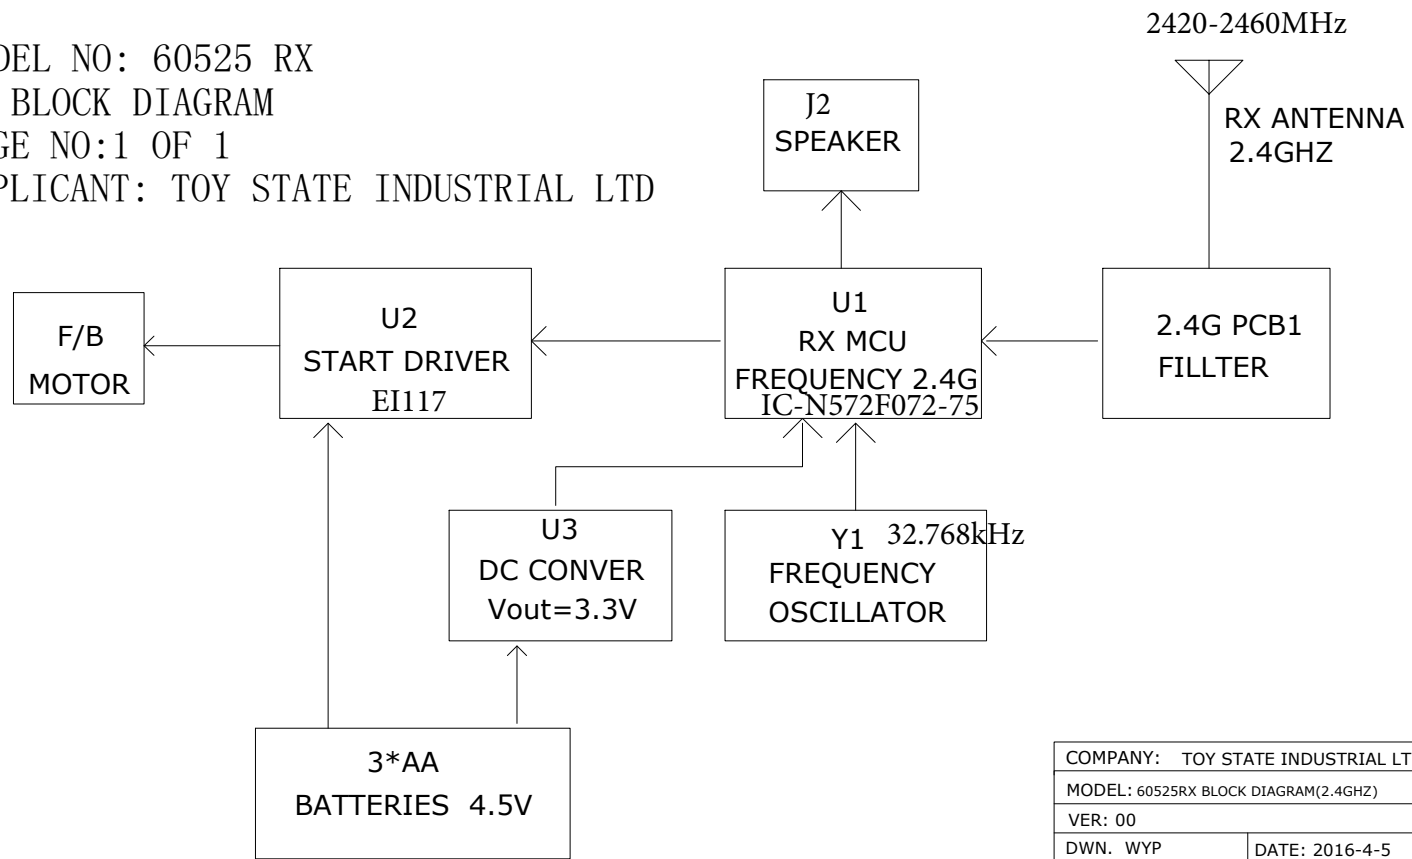 DEL NO: 60525 RX
BLOCK DIAGRAM
GE NO:1 OF 1
PLICANT: TOY STATE INDUSTRIAL LTD
2420-2460MHz
RX ANTENNA
2.4GHZ
J2
SPEAKER
F/B
MOTOR
U2
START DRIVER
EI117
U1
RX MCU
FREQUENCY 2.4G
IC-N572F072-75
2.4G PCB1
FILLTER
U3
DC CONVER
Vout=3.3V
Y1 32.768kHz
FREQUENCY
OSCILLATOR
3*AA
BATTERIES 4.5V
COMPANY: TOY STATE INDUSTRIAL LT
MODEL: 60525RX BLOCK DIAGRAM(2.4GHZ)
VER: 00
DWN. WYP DATE: 2016-4-5